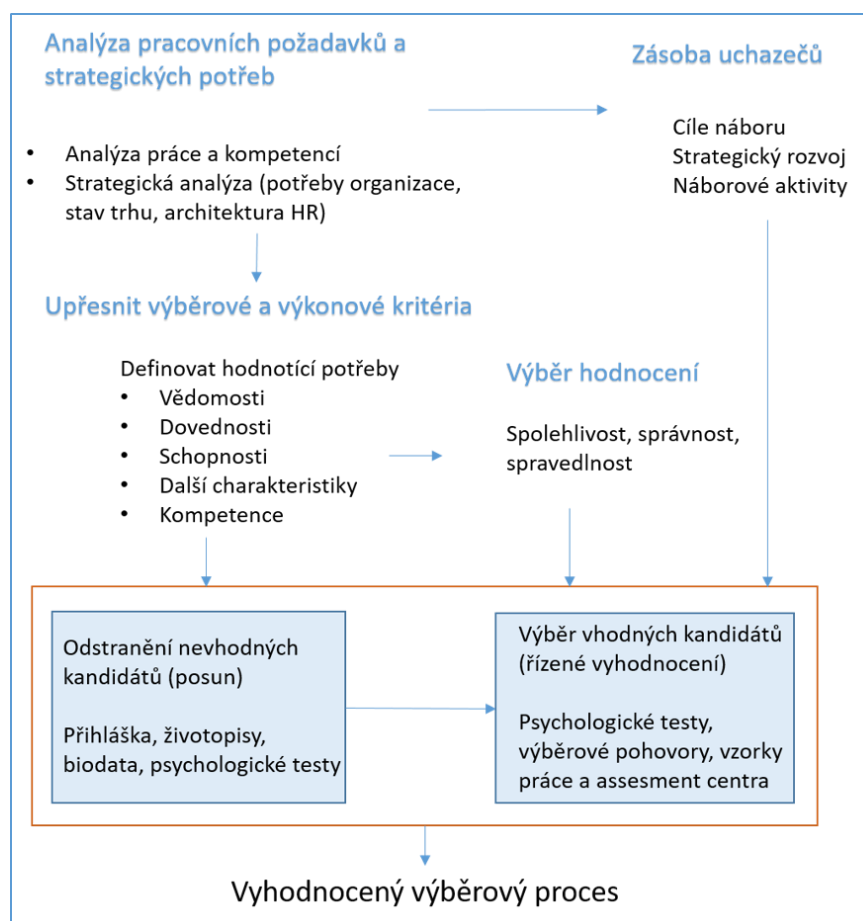 Analýza pracovních požadavků a
strategických potřeb
• Analýza práce a kompetencí
• Strategická analýza (potřeby organizace,
stav trhu, architektura HR)
Zásoba uchazečů
Cíle náboru
Strategický rozvoj
Náborové aktivity
Upřesnit výběrové a výkonové kritéria
Definovat hodnotící potřeby
• Vědomosti
• Dovednosti
• Schopnosti
• Další charakteristiky
• Kompetence
Výběr hodnocení
Spolehlivost, správnost,
spravedlnost
Odstranění nevhodných
kandidátů (posun)
Přihláška, životopisy,
biodata, psychologické testy
Výběr vhodných kandidátů
(řízené vyhodnocení)
Psychologické testy,
výběrové pohovory, vzorky
práce a assesment centra
Vyhodnocený výběrový proces